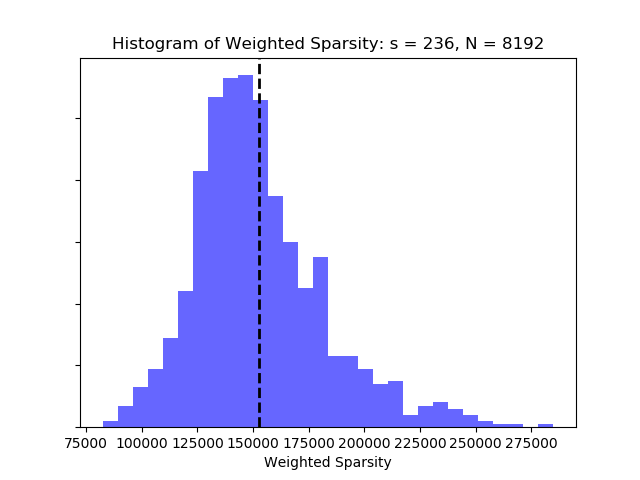 Histogram of Weighted Sparsity: s = 236, N = 8192
75000 100000 125000 150000 175000 200000 225000 250000 275000
Weighted Sparsity